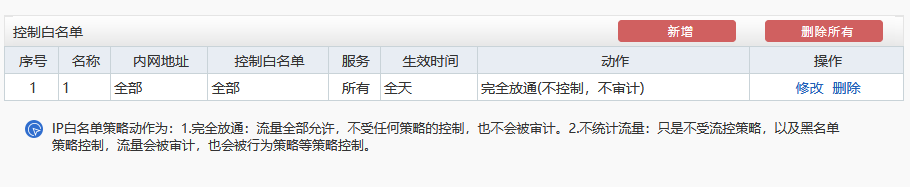 控制白名单 新增 删除所有
序号 名称 内网地址 控制白名单 服务 生效时间 动作 操作
1 1 全部 全部 所有 全天 完全放通(不控制，不审计) 修改 删除
IP白名单策略动作为：1.完全放通：流量全部允许，不受任何策略的控制，也不会被审计。2.不统计流量：只是不受流控策略，以及黑名单
策略控制，流量会被审计，也会被行为策略等策略控制。